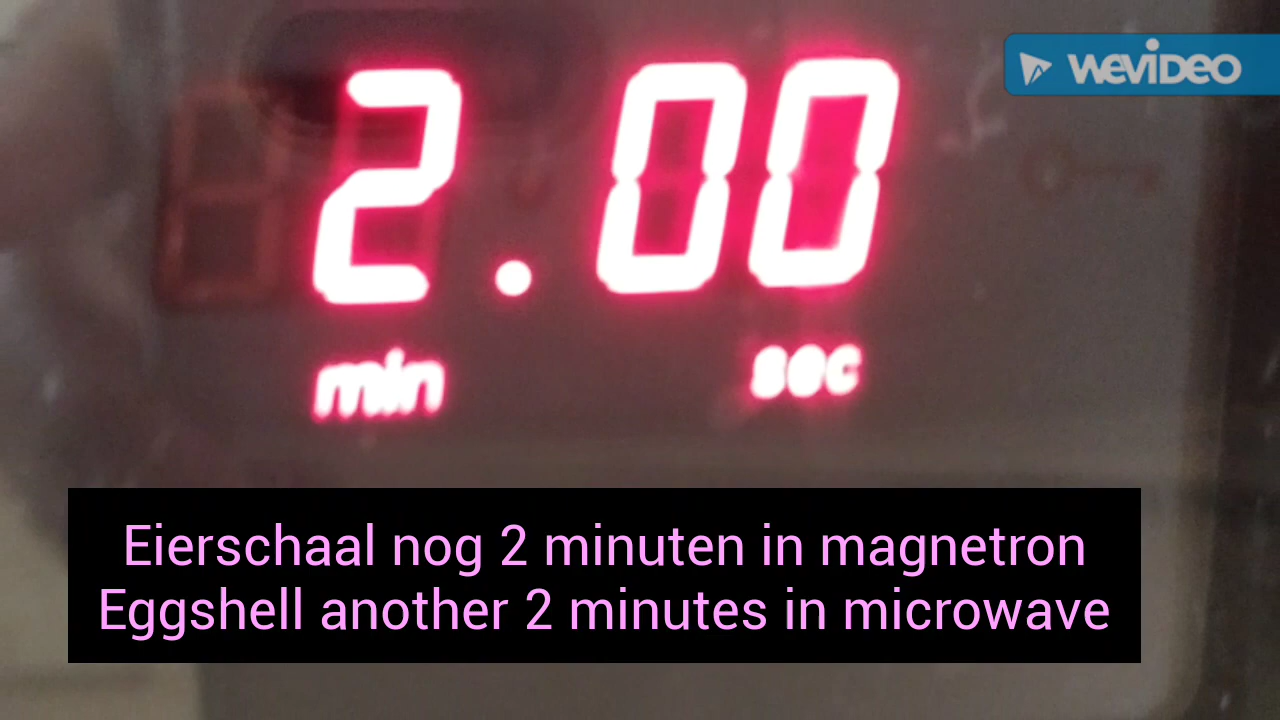 wevideo
2.00
min sec
Eierschaal nog 2 minuten in magnetron
Eggshell another 2 minutes in microwave